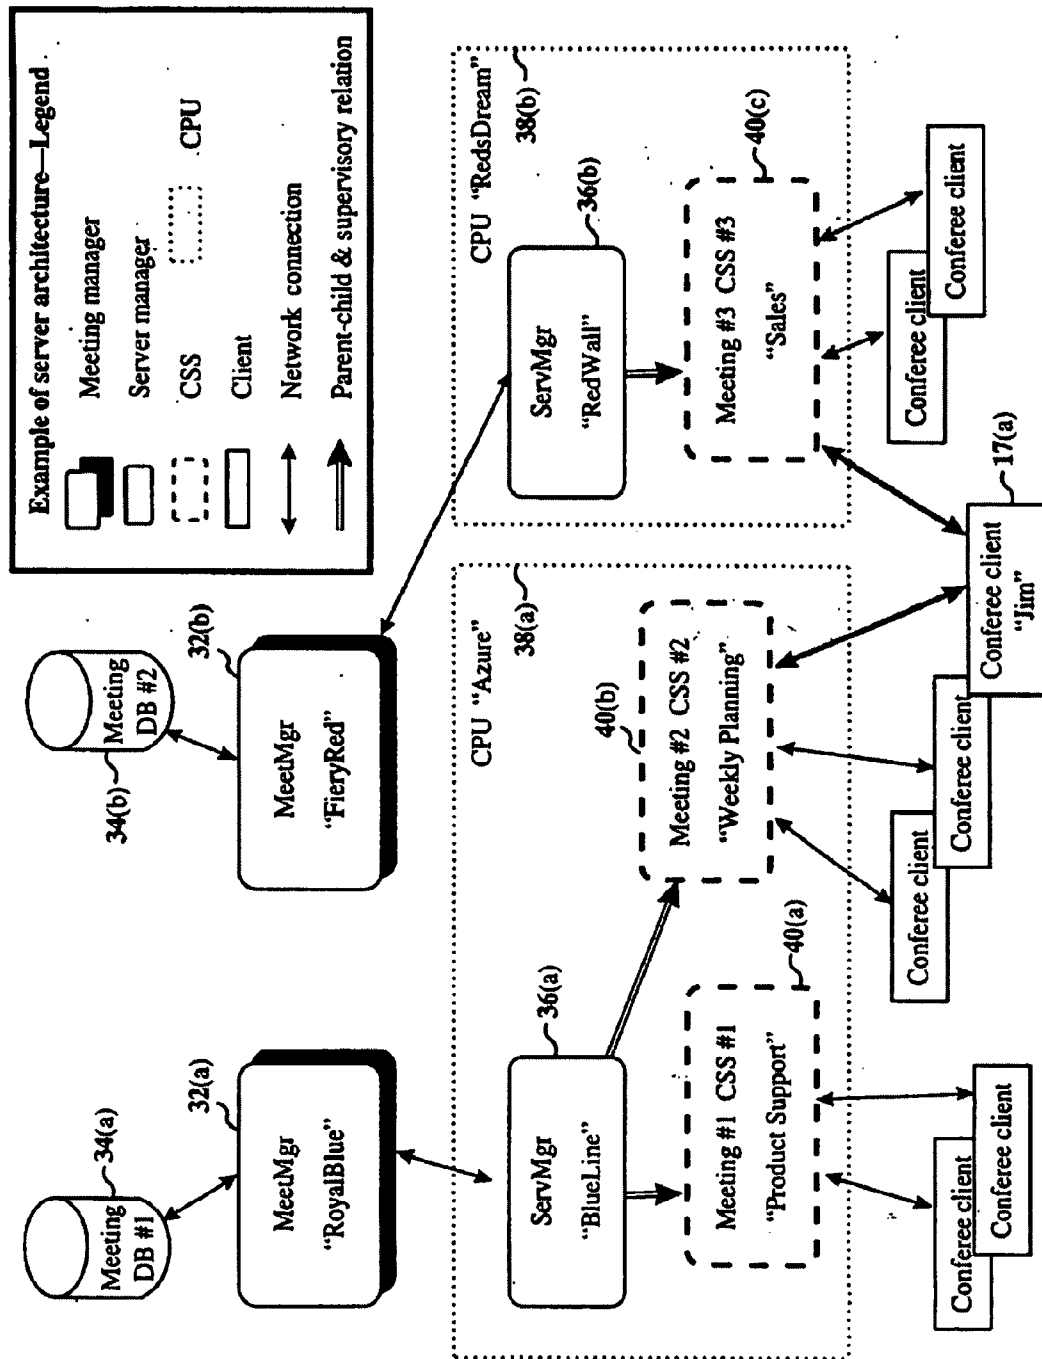 Example of server architecture—Legend
Meeting manager
Server manager
CSS
CPU
Client
Network connection
Parent-child & supervisory relation
34(a)
Meeting
DB #1
32(a)
MeetMgr
“RoyalBlue”
34(b)
Meeting
DB #2
32(b)
MeetMgr
“FieryRed”
CPU “Azure”
38(a)
36(a)
ServMgr
“BlueLine”
40(a)
Meeting #1 CSS #1
“Product Support”
40(b)
Meeting #2 CSS #2
“Weekly Planning”
CPU “RedsDream”
38(b)
36(b)
ServMgr
“RedWall”
40(c)
Meeting #3 CSS #3
“Sales”
Conferee client
Conferee client
Conferee client
Conferee client
17(a)
Conferee client
“Jim”
Conferee client
Conferee client